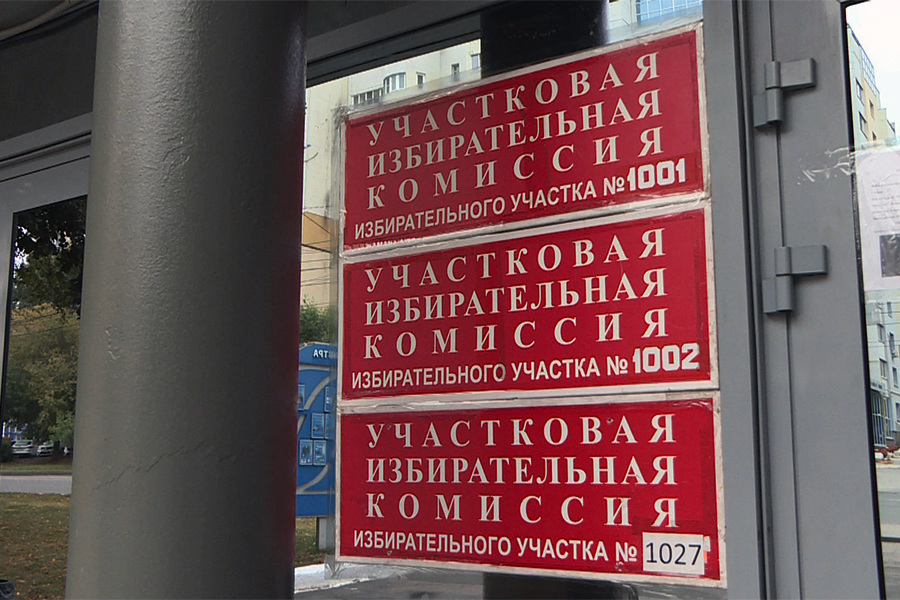 УЧАСТКОВАЯ
ИЗБИРАТЕЛЬНАЯ
КОМИССИЯ
ИЗБИРАТЕЛЬНОГО УЧАСТКА №1001
УЧАСТКОВАЯ
ИЗБИРАТЕЛЬНАЯ
КОМИССИЯ
ИЗБИРАТЕЛЬНОГО УЧАСТКА №1002
УЧАСТКОВАЯ
ИЗБИРАТЕЛЬНАЯ
КОМИССИЯ
ИЗБИРАТЕЛЬНОГО УЧАСТКА № 1027